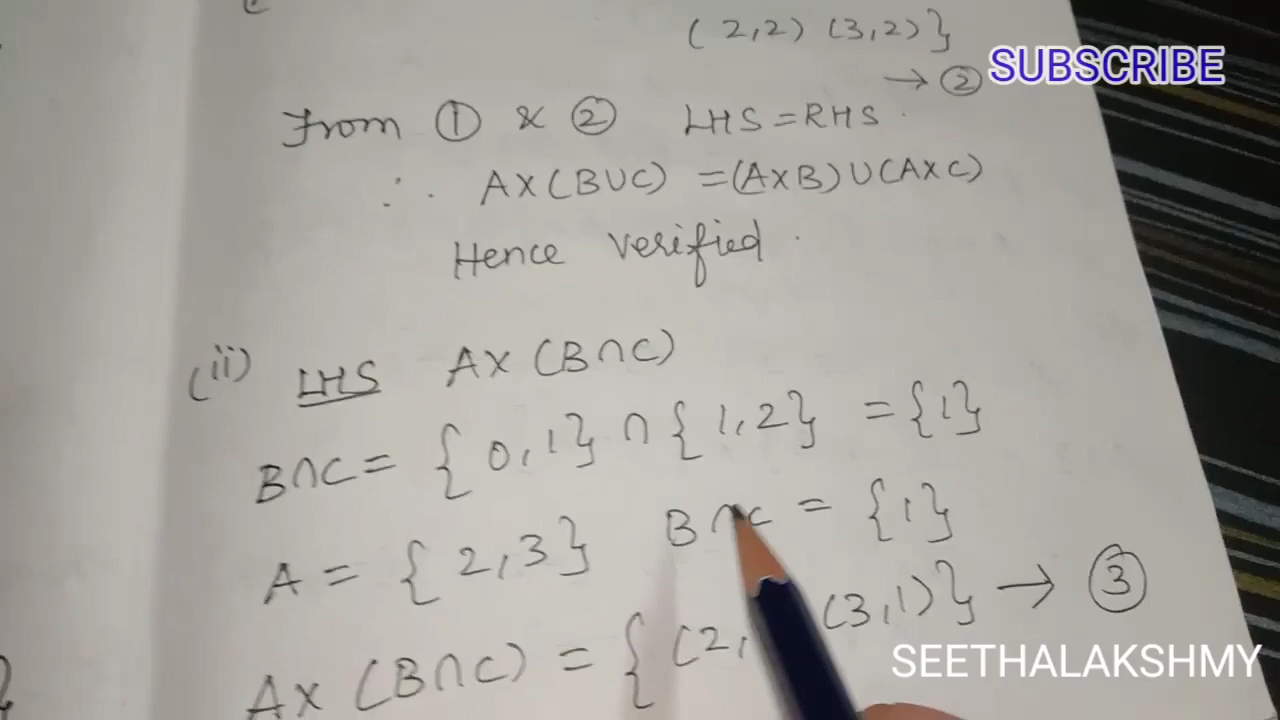 (2,2) (3,2)}
→ ②
SUBSCRIBE
From ① & ② LHS = RHS.
∴ A×(B∪C) = (A×B)∪(A×C)
Hence verified.
(ii) LHS A×(B∩C)
B∩C = {0,1} ∩ {1,2} = {1}
A = {2,3} B∩C = {1}
A×(B∩C) = {(2, (3,1)} → ③
SEETHALAKSHMY